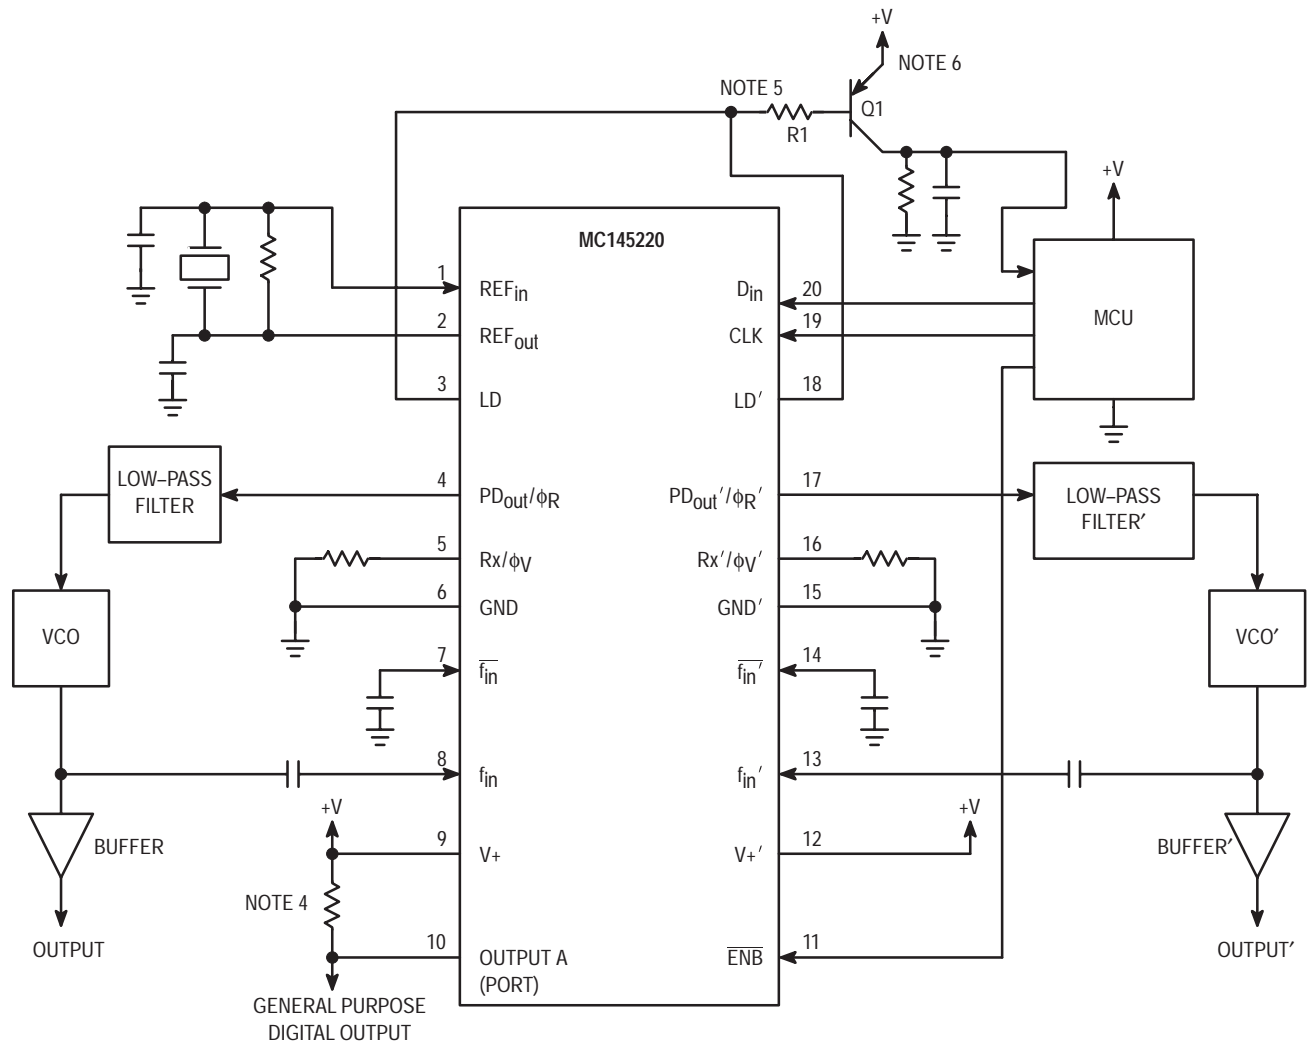 +V
NOTE 6
NOTE 5
Q1
R1
+V
MC145220
1
REFin
Din
20
MCU
2
REFout
CLK
19
3
LD
LD′
18
LOW–PASS
FILTER
4
PDout/ϕR
PDout′/ϕR′
17
LOW–PASS
FILTER′
5
Rx/ϕV
Rx′/ϕV′
16
6
GND
GND′
15
VCO
VCO′
7
fin
fin′
14
8
fin
fin′
13
+V
+V
BUFFER
9
V+
V+′
12
BUFFER′
NOTE 4
OUTPUT
10
OUTPUT A
(PORT)
ENB
11
OUTPUT′
GENERAL PURPOSE
DIGITAL OUTPUT